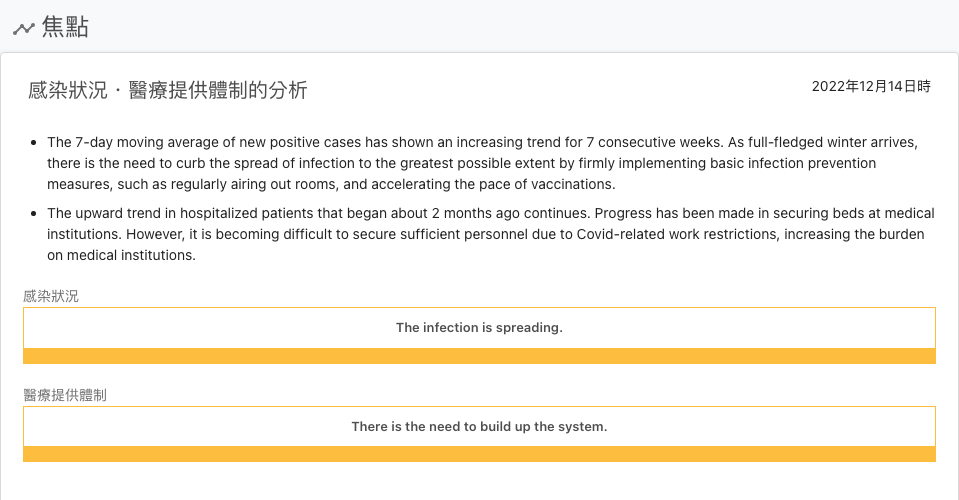 焦點
感染狀況・醫療提供體制的分析
2022年12月14日時
• The 7-day moving average of new positive cases has shown an increasing trend for 7 consecutive weeks. As full-fledged winter arrives,
there is the need to curb the spread of infection to the greatest possible extent by firmly implementing basic infection prevention
measures, such as regularly airing out rooms, and accelerating the pace of vaccinations.
• The upward trend in hospitalized patients that began about 2 months ago continues. Progress has been made in securing beds at medical
institutions. However, it is becoming difficult to secure sufficient personnel due to Covid-related work restrictions, increasing the burden
on medical institutions.
感染狀況
The infection is spreading.
醫療提供體制
There is the need to build up the system.